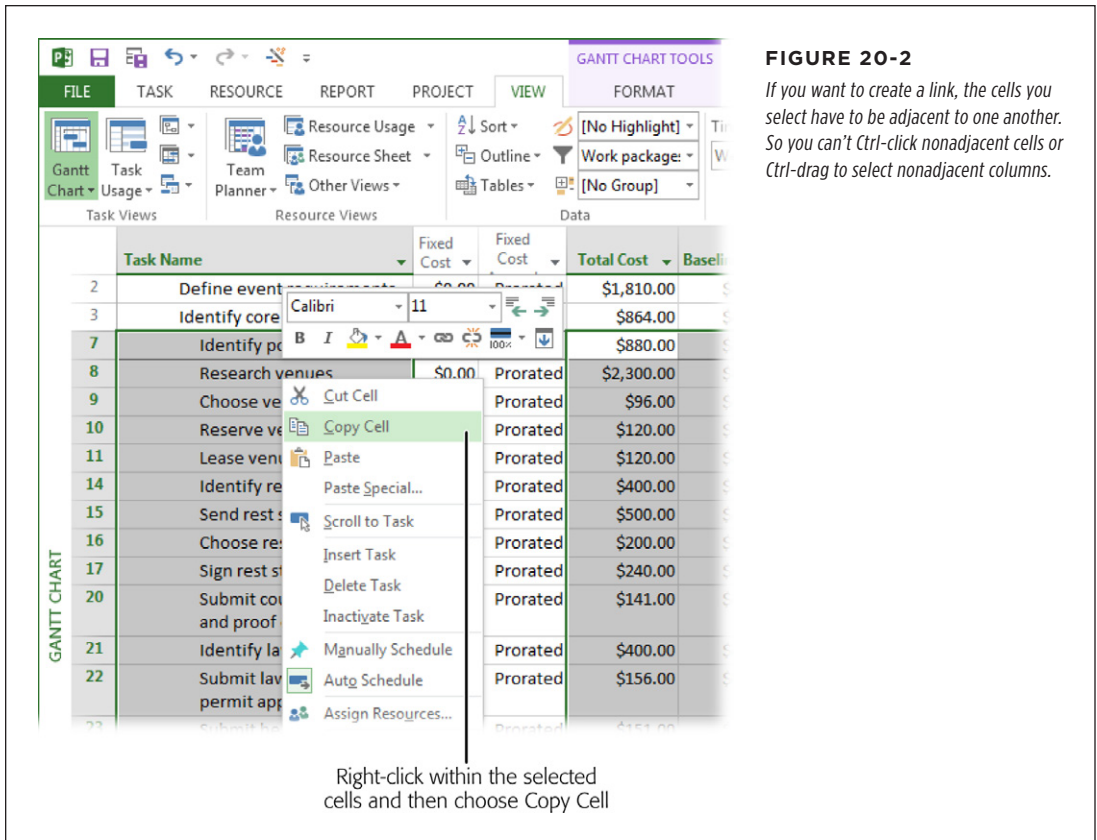 GANTT CHART TOOLS
FILE TASK RESOURCE REPORT PROJECT VIEW FORMAT
Gantt Chart
Task Usage
Team Planner
Resource Usage
Resource Sheet
Other Views
Sort
Outline
Tables
[No Highlight]
Work package:
[No Group]
Task Views
Resource Views
Data
Task Name
Fixed Cost
Fixed Cost
Total Cost
2 Define event requirements $0.00 Prorated $1,810.00
3 Identify core $864.00
7 Identify $880.00
8 Research venues $0.00 Prorated $2,300.00
9 Choose Prorated $96.00
10 Reserve Prorated $120.00
11 Lease Prorated $120.00
14 Identify Prorated $400.00
15 Send rest Prorated $500.00
16 Choose Prorated $200.00
17 Sign rest Prorated $240.00
20 Submit Prorated $141.00
and proof
21 Identify Prorated $400.00
22 Submit Prorated $156.00
permit
23 Submit Prorated $151.00
Calibri 11
B I A 100%
Cut Cell
Copy Cell
Paste
Paste Special...
Scroll to Task
Insert Task
Delete Task
Inactivate Task
Manually Schedule
Auto Schedule
Assign Resources...
GANTT CHART
Right-click within the selected
cells and then choose Copy Cell
FIGURE 20-2
If you want to create a link, the cells you
select have to be adjacent to one another.
So you can't Ctrl-click nonadjacent cells or
Ctrl-drag to select nonadjacent columns.